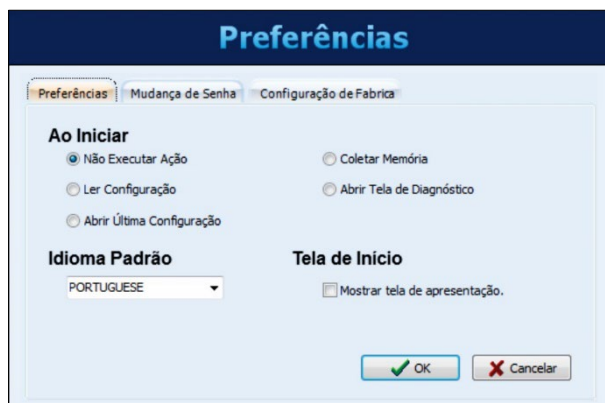 Preferências
Preferências Mudança de Senha Configuração de Fabrica
Ao Iniciar
Não Executar Ação Coletar Memória
Ler Configuração Abrir Tela de Diagnóstico
Abrir Última Configuração
Idioma Padrão Tela de Início
PORTUGUESE Mostrar tela de apresentação.
OK Cancelar